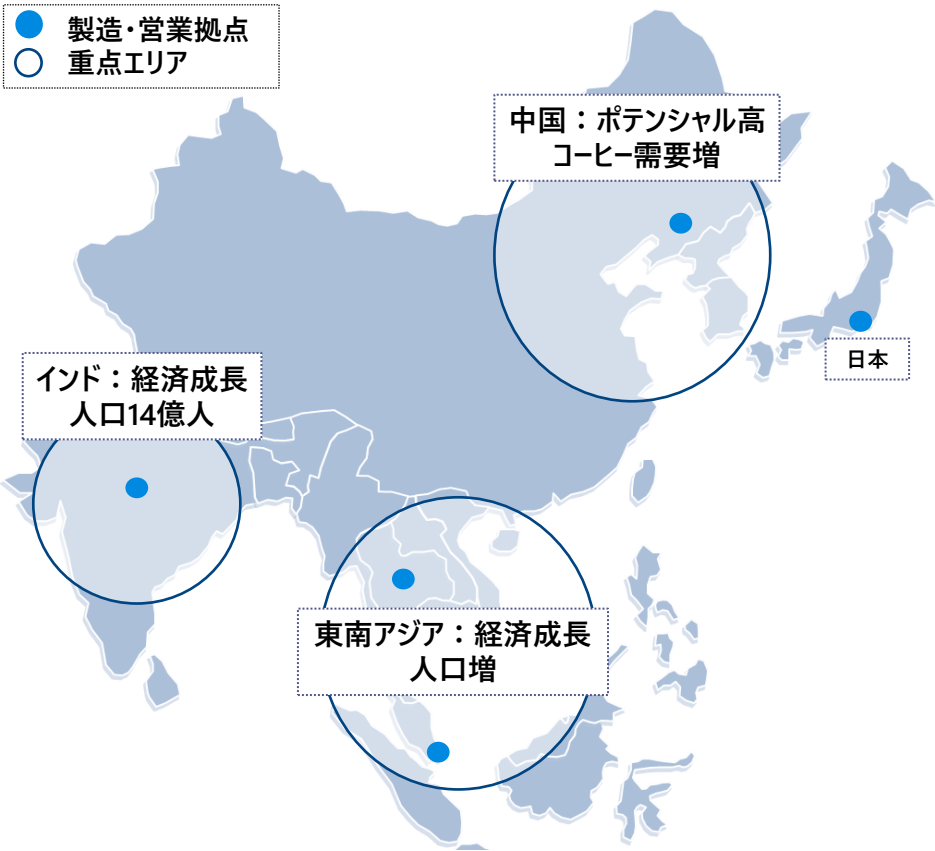 製造・営業拠点
重点エリア
中国：ポテンシャル高
コーヒー需要増
日本
インド：経済成長
人口14億人
東南アジア：経済成長
人口増